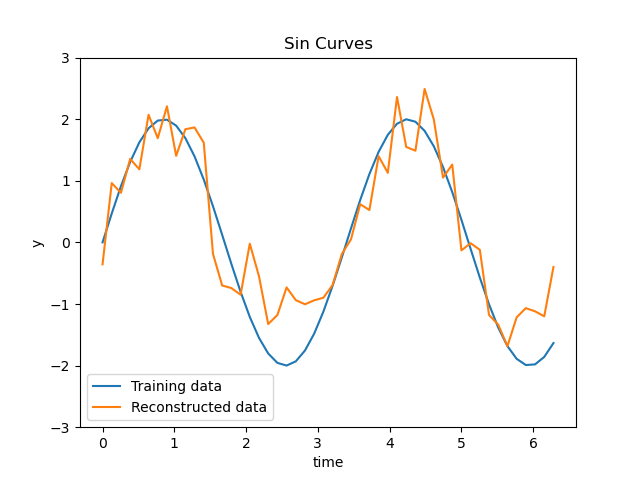 Sin Curves
3
2
1
0
−1
−2
−3
y
Training data
Reconstructed data
0 1 2 3 4 5 6
time